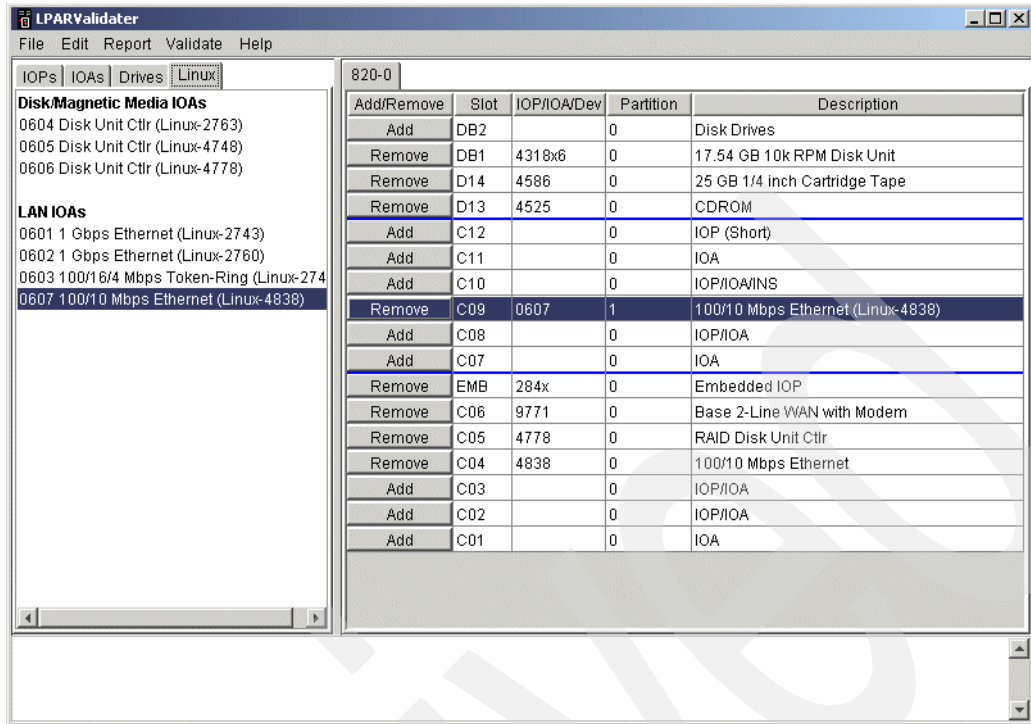 LPARValidater
File Edit Report Validate Help
IOPs IOAs Drives Linux
Disk/Magnetic Media IOAs
0604 Disk Unit Ctlr (Linux-2763)
0605 Disk Unit Ctlr (Linux-4748)
0606 Disk Unit Ctlr (Linux-4778)
LAN IOAs
0601 1 Gbps Ethernet (Linux-2743)
0602 1 Gbps Ethernet (Linux-2760)
0603 100/16/4 Mbps Token-Ring (Linux-274
0607 100/10 Mbps Ethernet (Linux-4838)
820-0
Add/Remove Slot IOP/IOA/Dev Partition Description
Add DB2 0 Disk Drives
Remove DB1 4318x6 0 17.54 GB 10k RPM Disk Unit
Remove D14 4586 0 25 GB 1/4 inch Cartridge Tape
Remove D13 4525 0 CDROM
Add C12 0 IOP (Short)
Add C11 0 IOA
Add C10 0 IOP/IOA/INS
Remove C09 0607 1 100/10 Mbps Ethernet (Linux-4838)
Add C08 0 IOP/IOA
Add C07 0 IOA
Remove EMB 284x 0 Embedded IOP
Remove C06 9771 0 Base 2-Line WAN with Modem
Remove C05 4778 0 RAID Disk Unit Ctlr
Remove C04 4838 0 100/10 Mbps Ethernet
Add C03 0 IOP/IOA
Add C02 0 IOP/IOA
Add C01 0 IOA